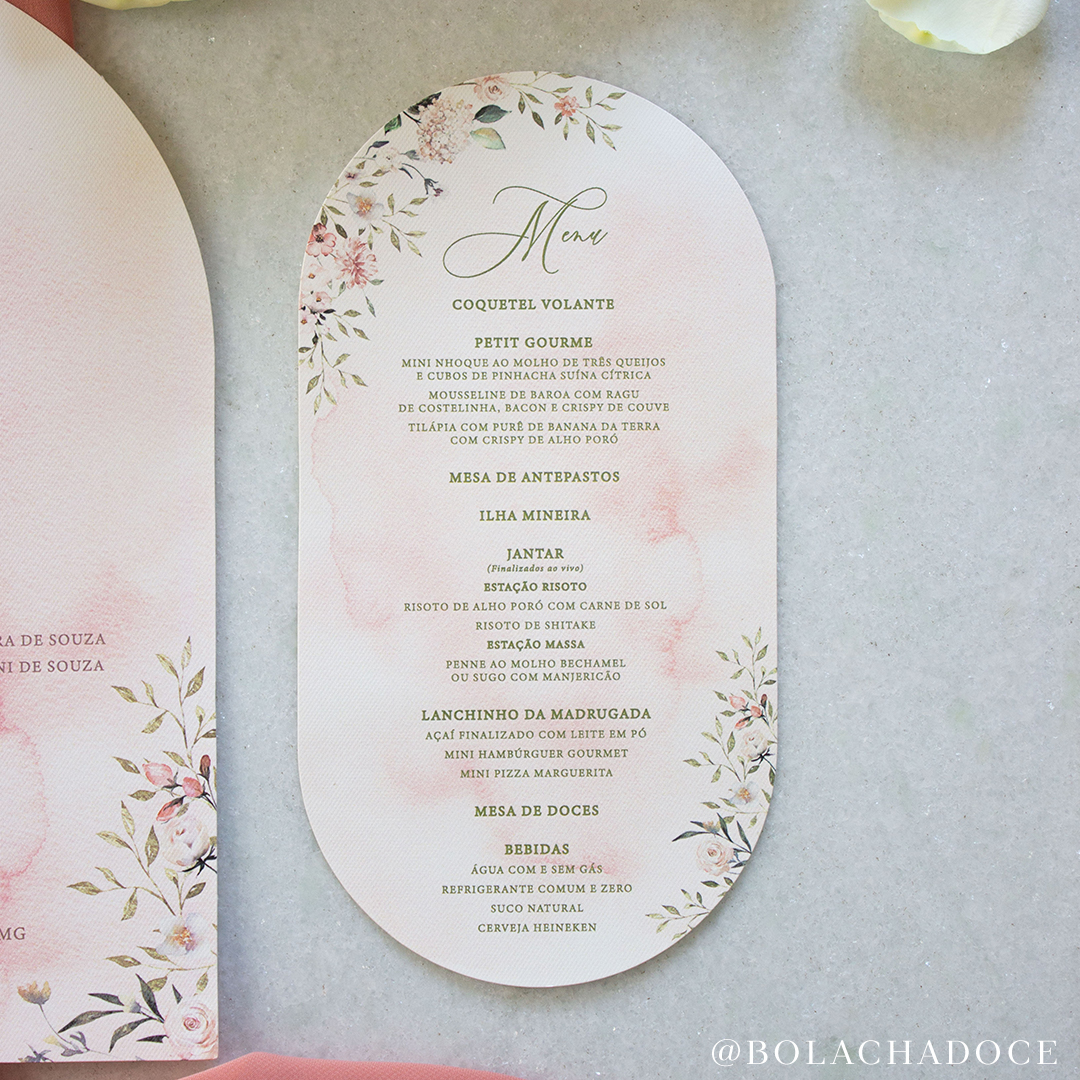 Menu
COQUETEL VOLANTE
PETIT GOURME
MINI NHOQUE AO MOLHO DE TRÊS QUEIJOS
E CUBOS DE PINHACHA SUÍNA CÍTRICA
MOUSSELINE DE BAROA COM RAGU
DE COSTELINHA, BACON E CRISPY DE COUVE
TILÁPIA COM PURÊ DE BANANA DA TERRA
COM CRISPY DE ALHO PORÓ
MESA DE ANTEPASTOS
ILHA MINEIRA
JANTAR
(Finalizados ao vivo)
ESTAÇÃO RISOTO
RISOTO DE ALHO PORÓ COM CARNE DE SOL
RISOTO DE SHITAKE
ESTAÇÃO MASSA
PENNE AO MOLHO BECHAMEL
OU SUGO COM MANJERICÃO
LANCHINHO DA MADRUGADA
AÇAÍ FINALIZADO COM LEITE EM PÓ
MINI HAMBÚRGUER GOURMET
MINI PIZZA MARGUERITA
MESA DE DOCES
BEBIDAS
ÁGUA COM E SEM GÁS
REFRIGERANTE COMUM E ZERO
SUCO NATURAL
CERVEJA HEINEKEN
RA DE SOUZA
NI DE SOUZA
MG
@BOLACHADOCE